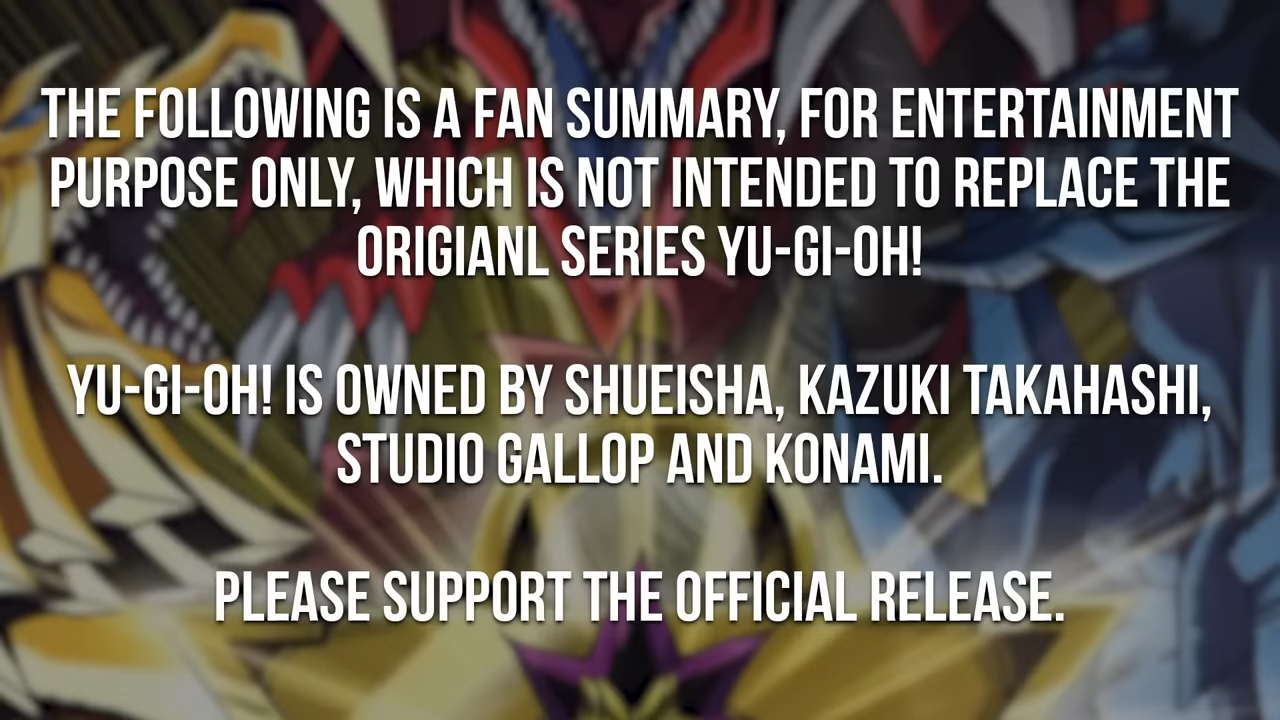 THE FOLLOWING IS A FAN SUMMARY, FOR ENTERTAINMENT
PURPOSE ONLY, WHICH IS NOT INTENDED TO REPLACE THE
ORIGIANL SERIES YU-GI-OH!
YU-GI-OH! IS OWNED BY SHUEISHA, KAZUKI TAKAHASHI,
STUDIO GALLOP AND KONAMI.
PLEASE SUPPORT THE OFFICIAL RELEASE.